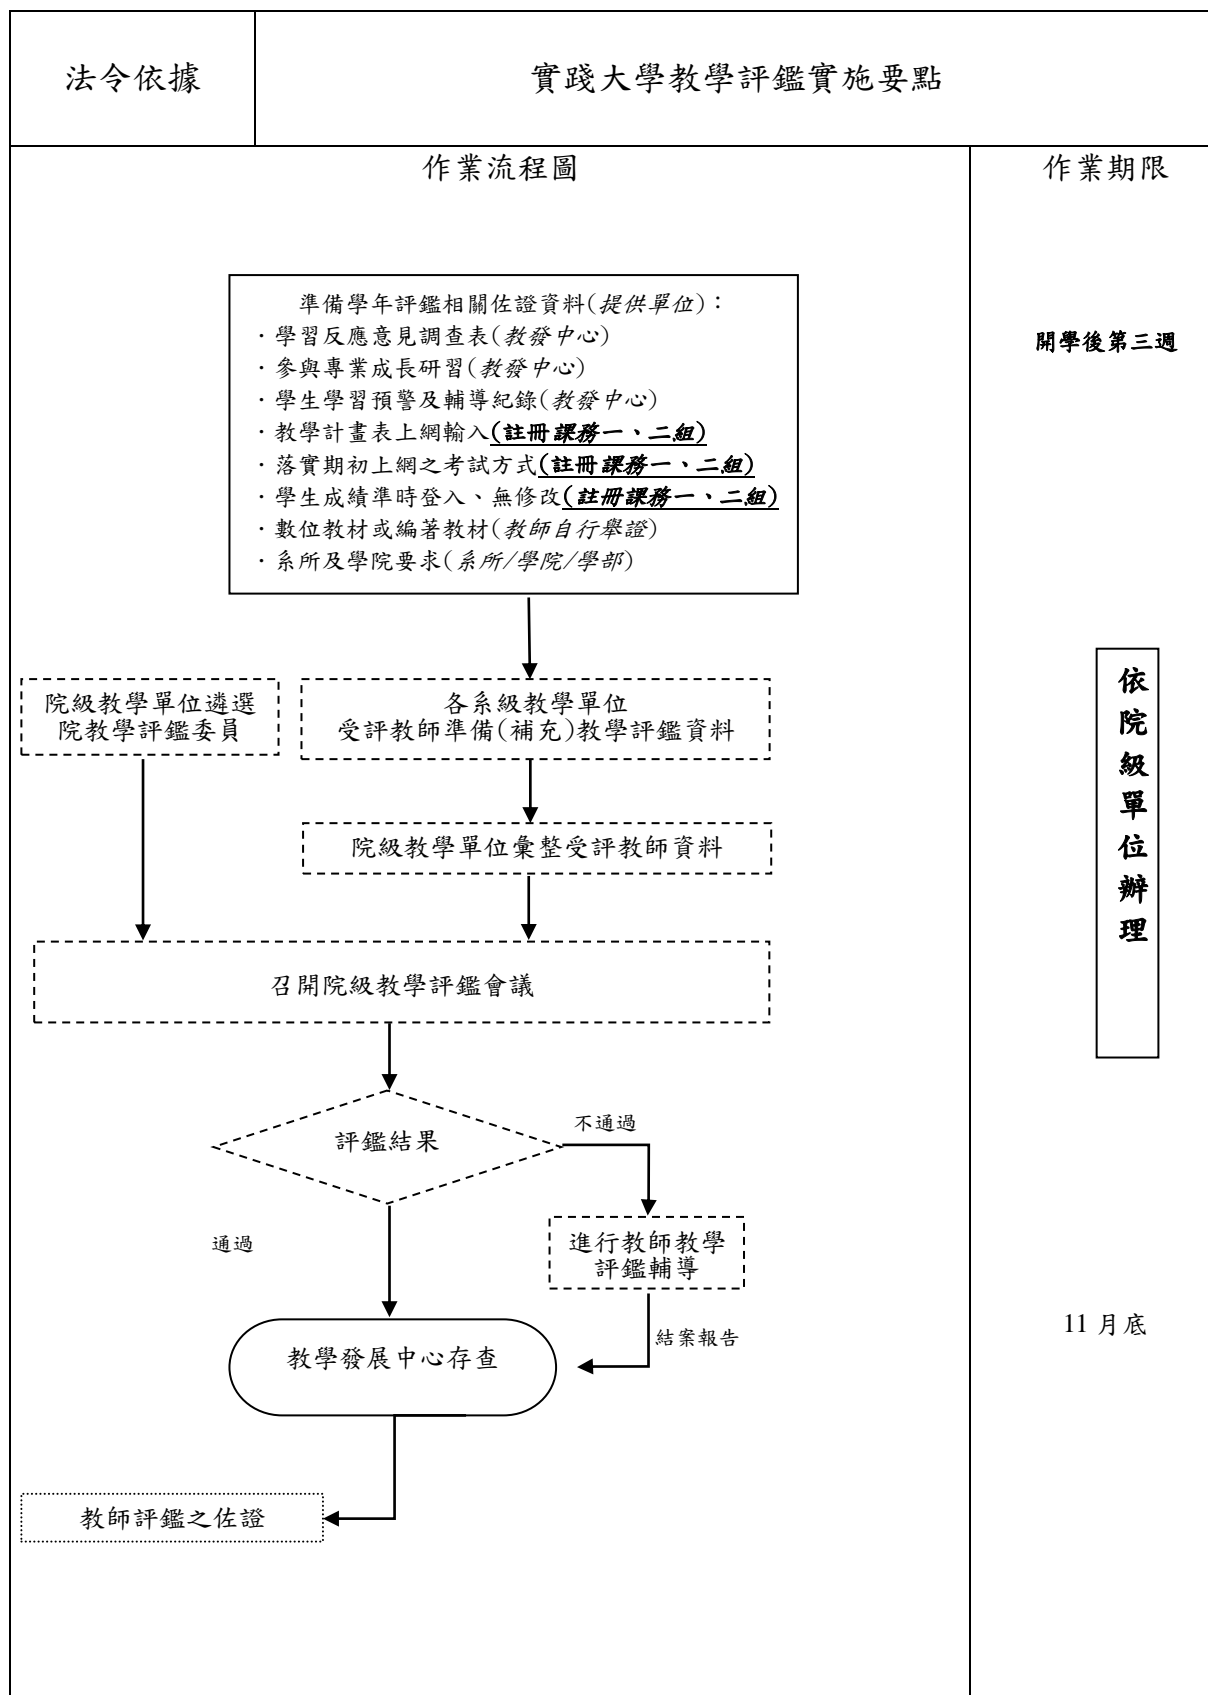 法令依據
實踐大學教學評鑑實施要點
作業流程圖
作業期限
準備學年評鑑相關佐證資料(提供單位)：
·學習反應意見調查表(教發中心)
·參與專業成長研習(教發中心)
·學生學習預警及輔導紀錄(教發中心)
·教學計畫表上網輸入(註冊課務一、二組)
·落實期初上網之考試方式(註冊課務一、二組)
·學生成績準時登入、無修改(註冊課務一、二組)
·數位教材或編著教材(教師自行舉證)
·系所及學院要求(系所/學院/學部)
開學後第三週
院級教學單位遴選
院教學評鑑委員
各系級教學單位
受評教師準備(補充)教學評鑑資料
院級教學單位彙整受評教師資料
召開院級教學評鑑會議
依院級單位辦理
評鑑結果
不通過
通過
進行教師教學
評鑑輔導
結案報告
教學發展中心存查
11 月底
教師評鑑之佐證